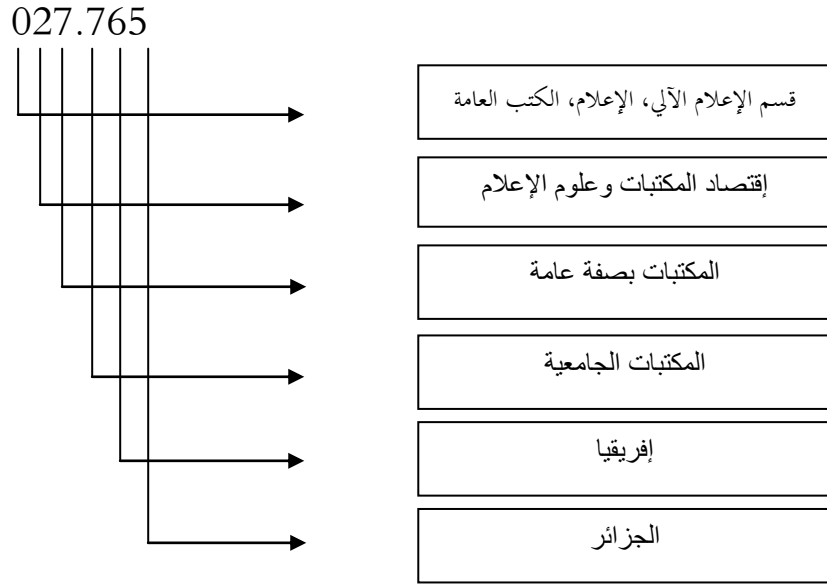 027.765
قسم الإعلام الآلي، الإعلام، الكتب العامة
إقتصاد المكتبات وعلوم الإعلام
المكتبات بصفة عامة
المكتبات الجامعية
إفريقيا
الجزائر